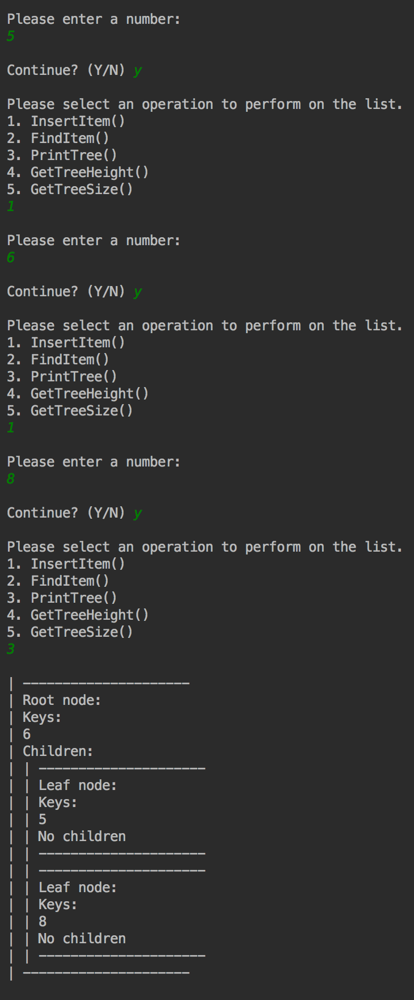 Please enter a number:
5
Continue? (Y/N) y
Please select an operation to perform on the list.
1. InsertItem()
2. FindItem()
3. PrintTree()
4. GetTreeHeight()
5. GetTreeSize()
1
Please enter a number:
6
Continue? (Y/N) y
Please select an operation to perform on the list.
1. InsertItem()
2. FindItem()
3. PrintTree()
4. GetTreeHeight()
5. GetTreeSize()
1
Please enter a number:
8
Continue? (Y/N) y
Please select an operation to perform on the list.
1. InsertItem()
2. FindItem()
3. PrintTree()
4. GetTreeHeight()
5. GetTreeSize()
3
| ---------------------
| Root node:
| Keys:
| 6
| Children:
| | ---------------------
| | Leaf node:
| | Keys:
| | 5
| | No children
| | ---------------------
| | ---------------------
| | Leaf node:
| | Keys:
| | 8
| | No children
| | ---------------------
| ---------------------